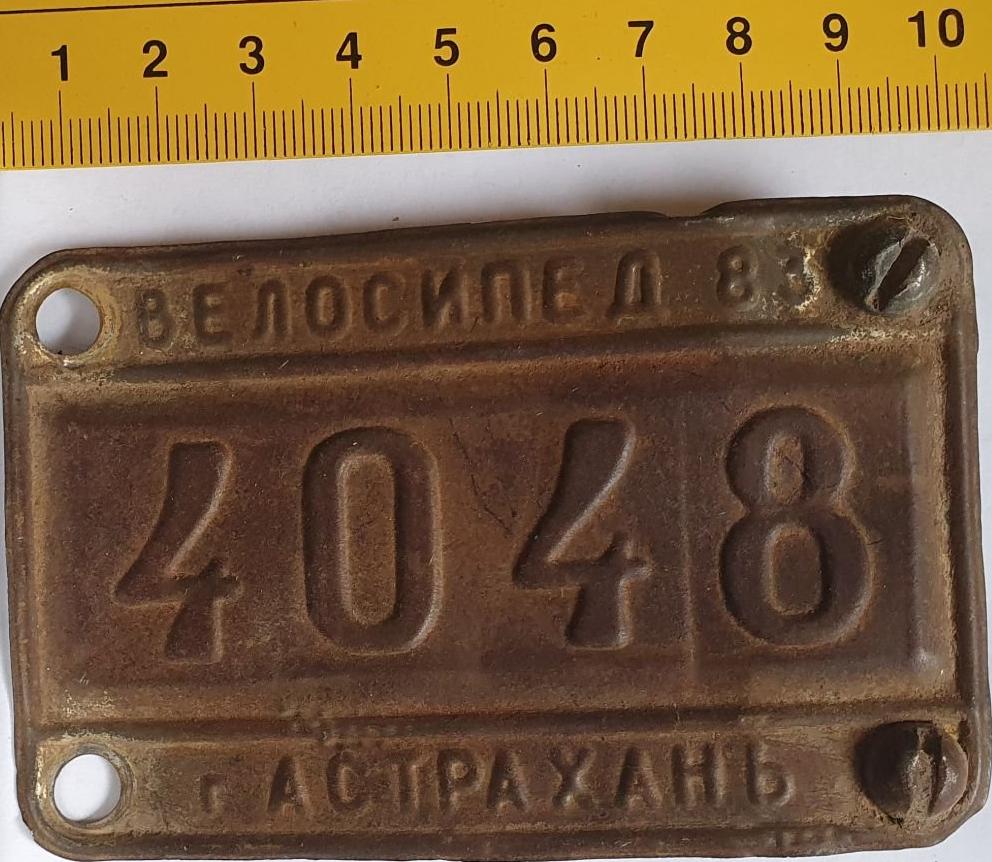 1 2 3 4 5 6 7 8 9 10
ВЕЛОСИПЕД 83
4048
г АСТРАХАНЬ